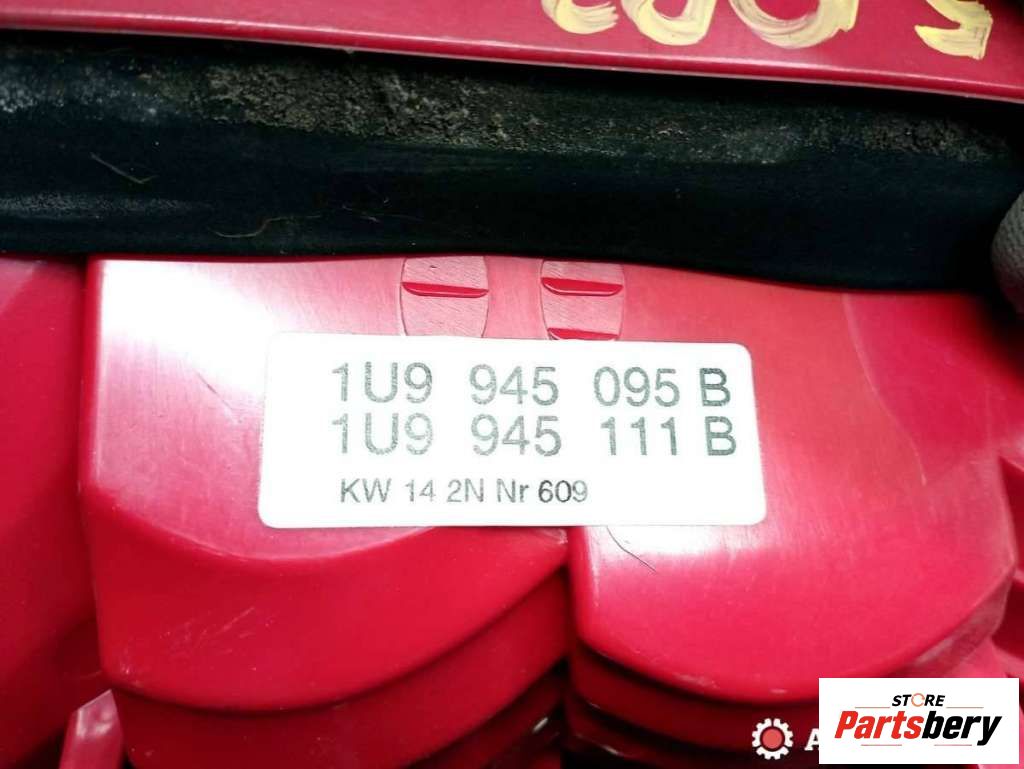 1U9 945 095 B
1U9 945 111 B
KW 14 2N Nr 609
STORE
Partsbery